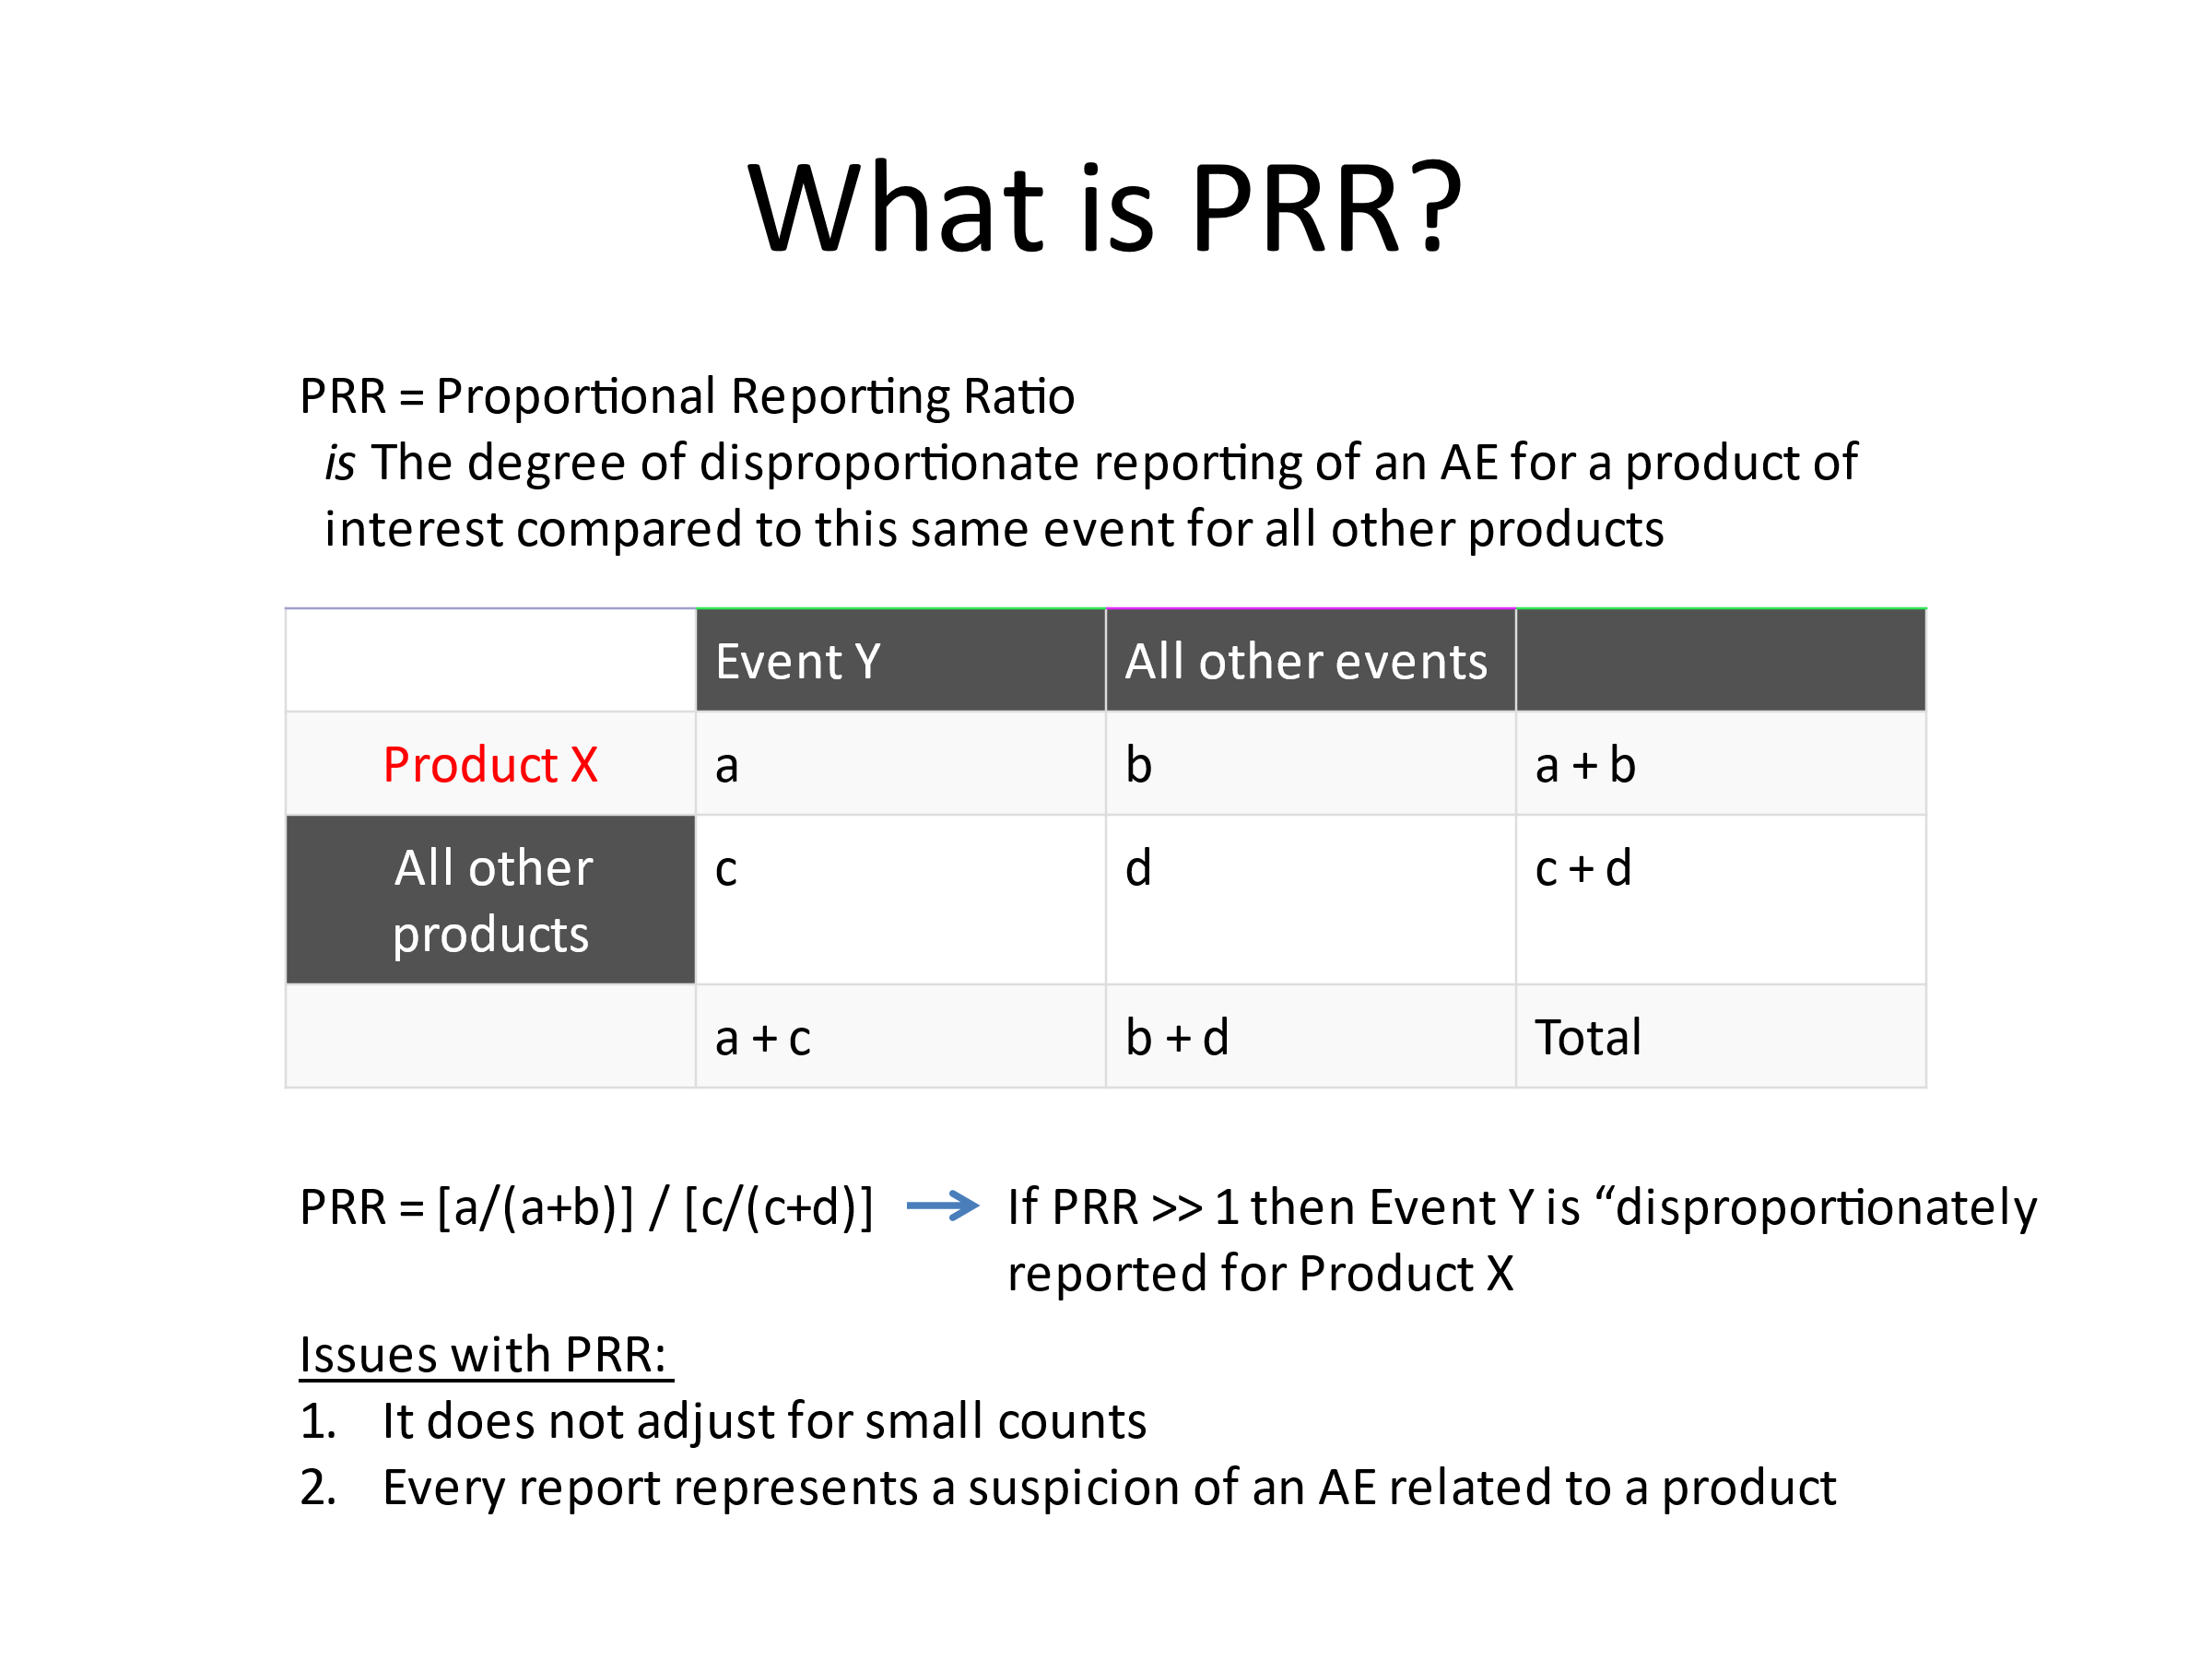 What is PRR?
PRR = Proportional Reporting Ratio
is The degree of disproportionate reporting of an AE for a product of
interest compared to this same event for all other products
Event Y All other events
Product X a b a + b
All other c d c + d
products
a + c b + d Total
PRR = [a/(a+b)] / [c/(c+d)] If PRR >> 1 then Event Y is “disproportionately
reported for Product X
Issues with PRR:
1. It does not adjust for small counts
2. Every report represents a suspicion of an AE related to a product